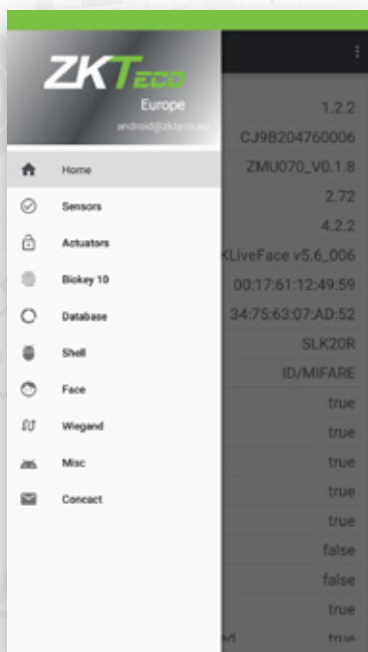 ZKTECO
Europe
android@zkteco.eu
Home
Sensors
Actuators
Biokey 10
Database
Shell
Face
Wiegand
Misc
Concact
1.2.2
CJ9B204760006
ZMU070_V0.1.8
2.72
4.2.2
KLiveFace v5.6_006
00:17:61:12:49:59
34:75:63:07:AD:52
SLK20R
ID/MIFARE
true
true
true
true
true
false
false
true
ed true